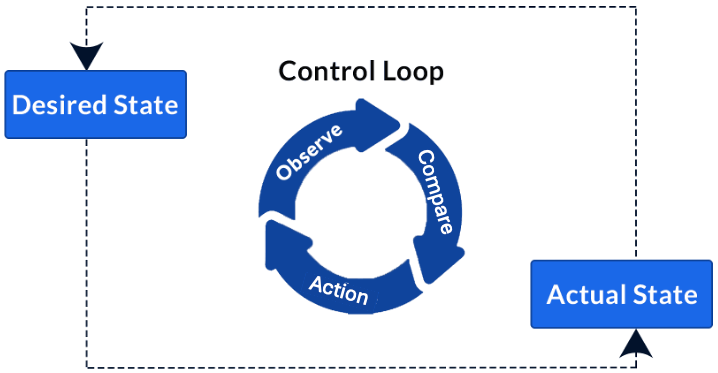 Control Loop
Desired State
Observe
Compare
Action
Actual State